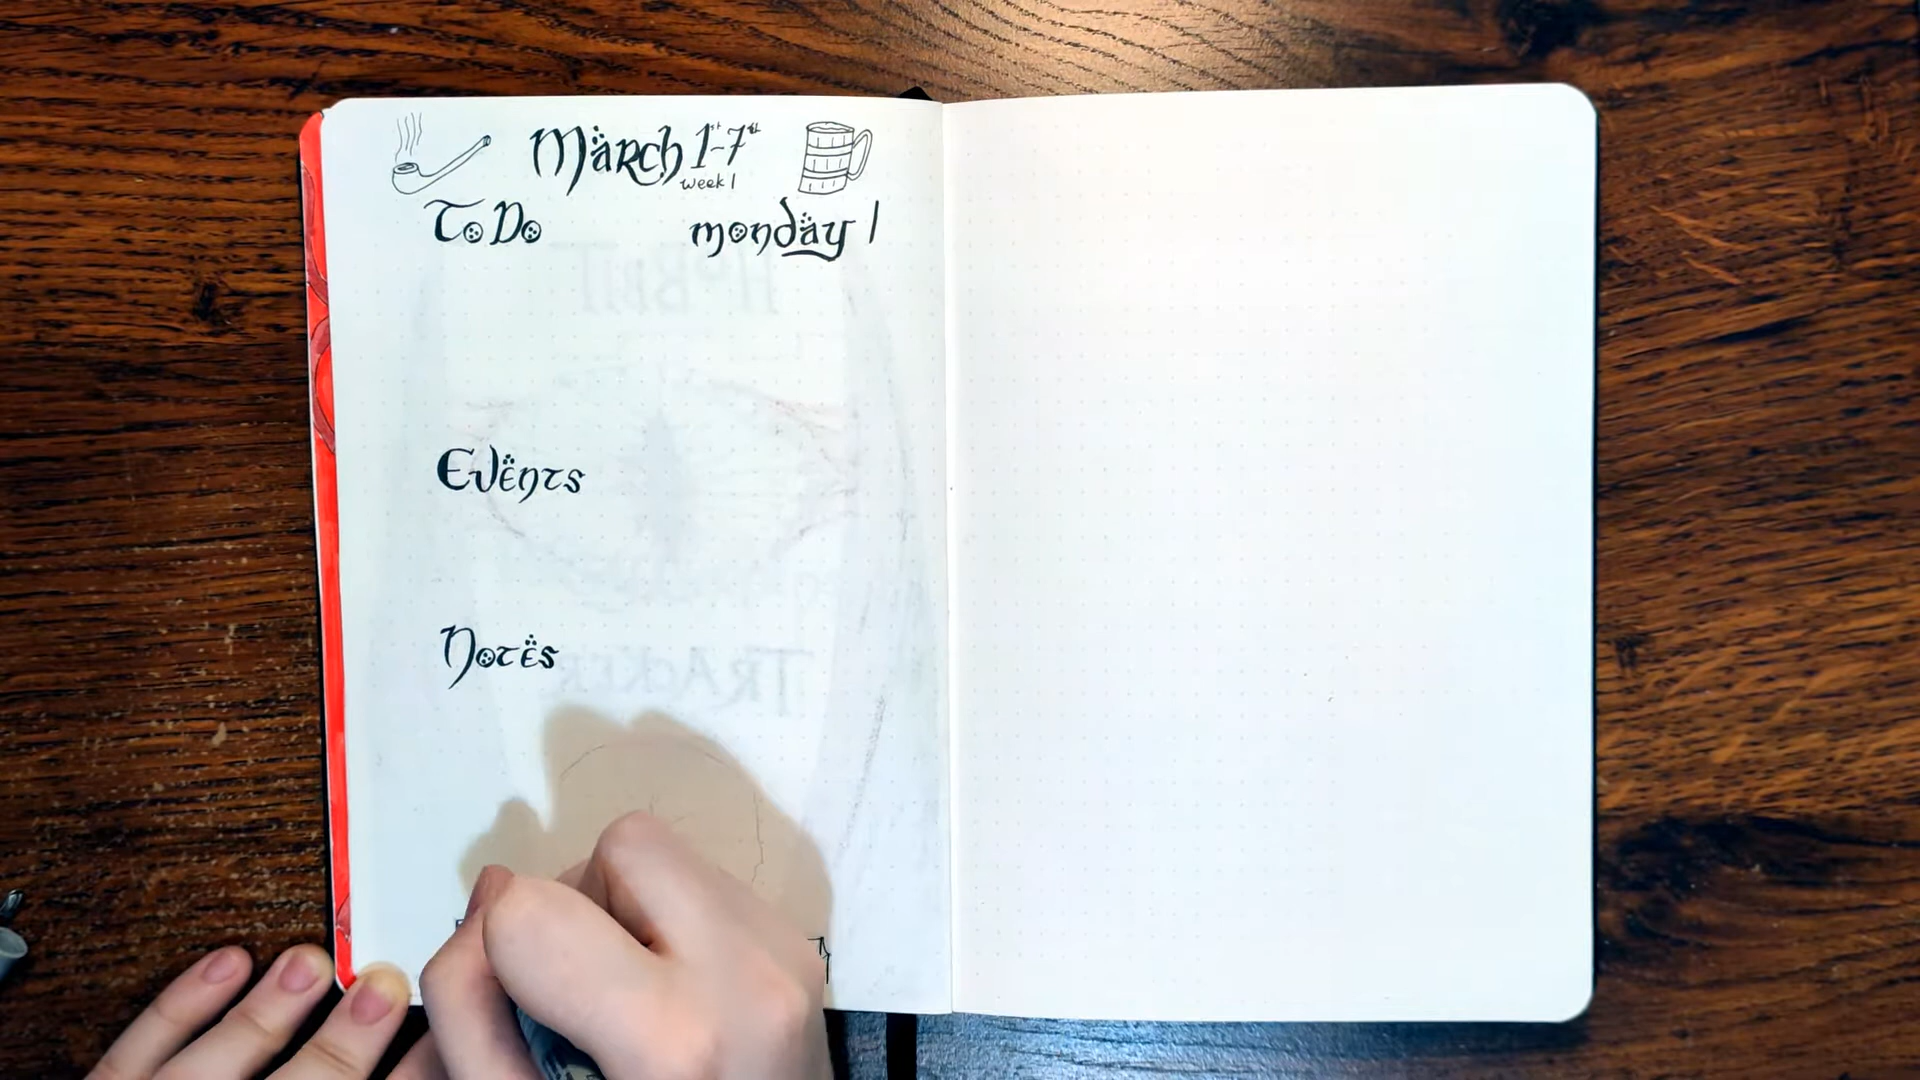 March 1st-7th
week 1
To Do
monday 1
Events
Notes